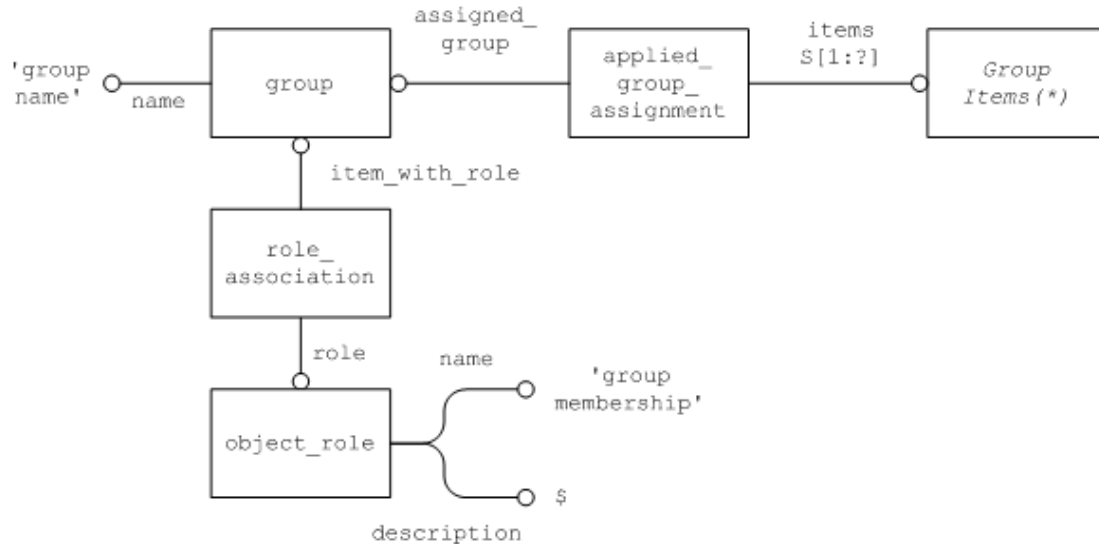 assigned_
group
items
S[1:?]
'group
name'
name
group
applied_
group_
assignment
Group
Items(*)
item_with_role
role_
association
role
name
'group
membership'
object_role
$
description